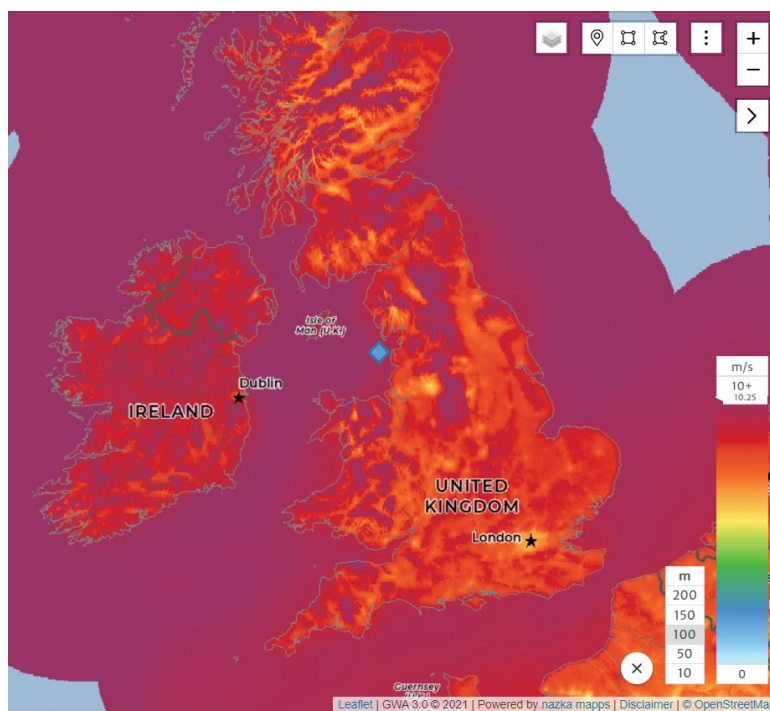 +
−
m/s
10+
10.25
Isle of
Man (U.K.)
Dublin
IRELAND
UNITED
KINGDOM
London
m
200
150
100
50
10
0
Guernsey
Leaflet | GWA 3.0 © 2021 | Powered by nazka mapps | Disclaimer | © OpenStreetMa